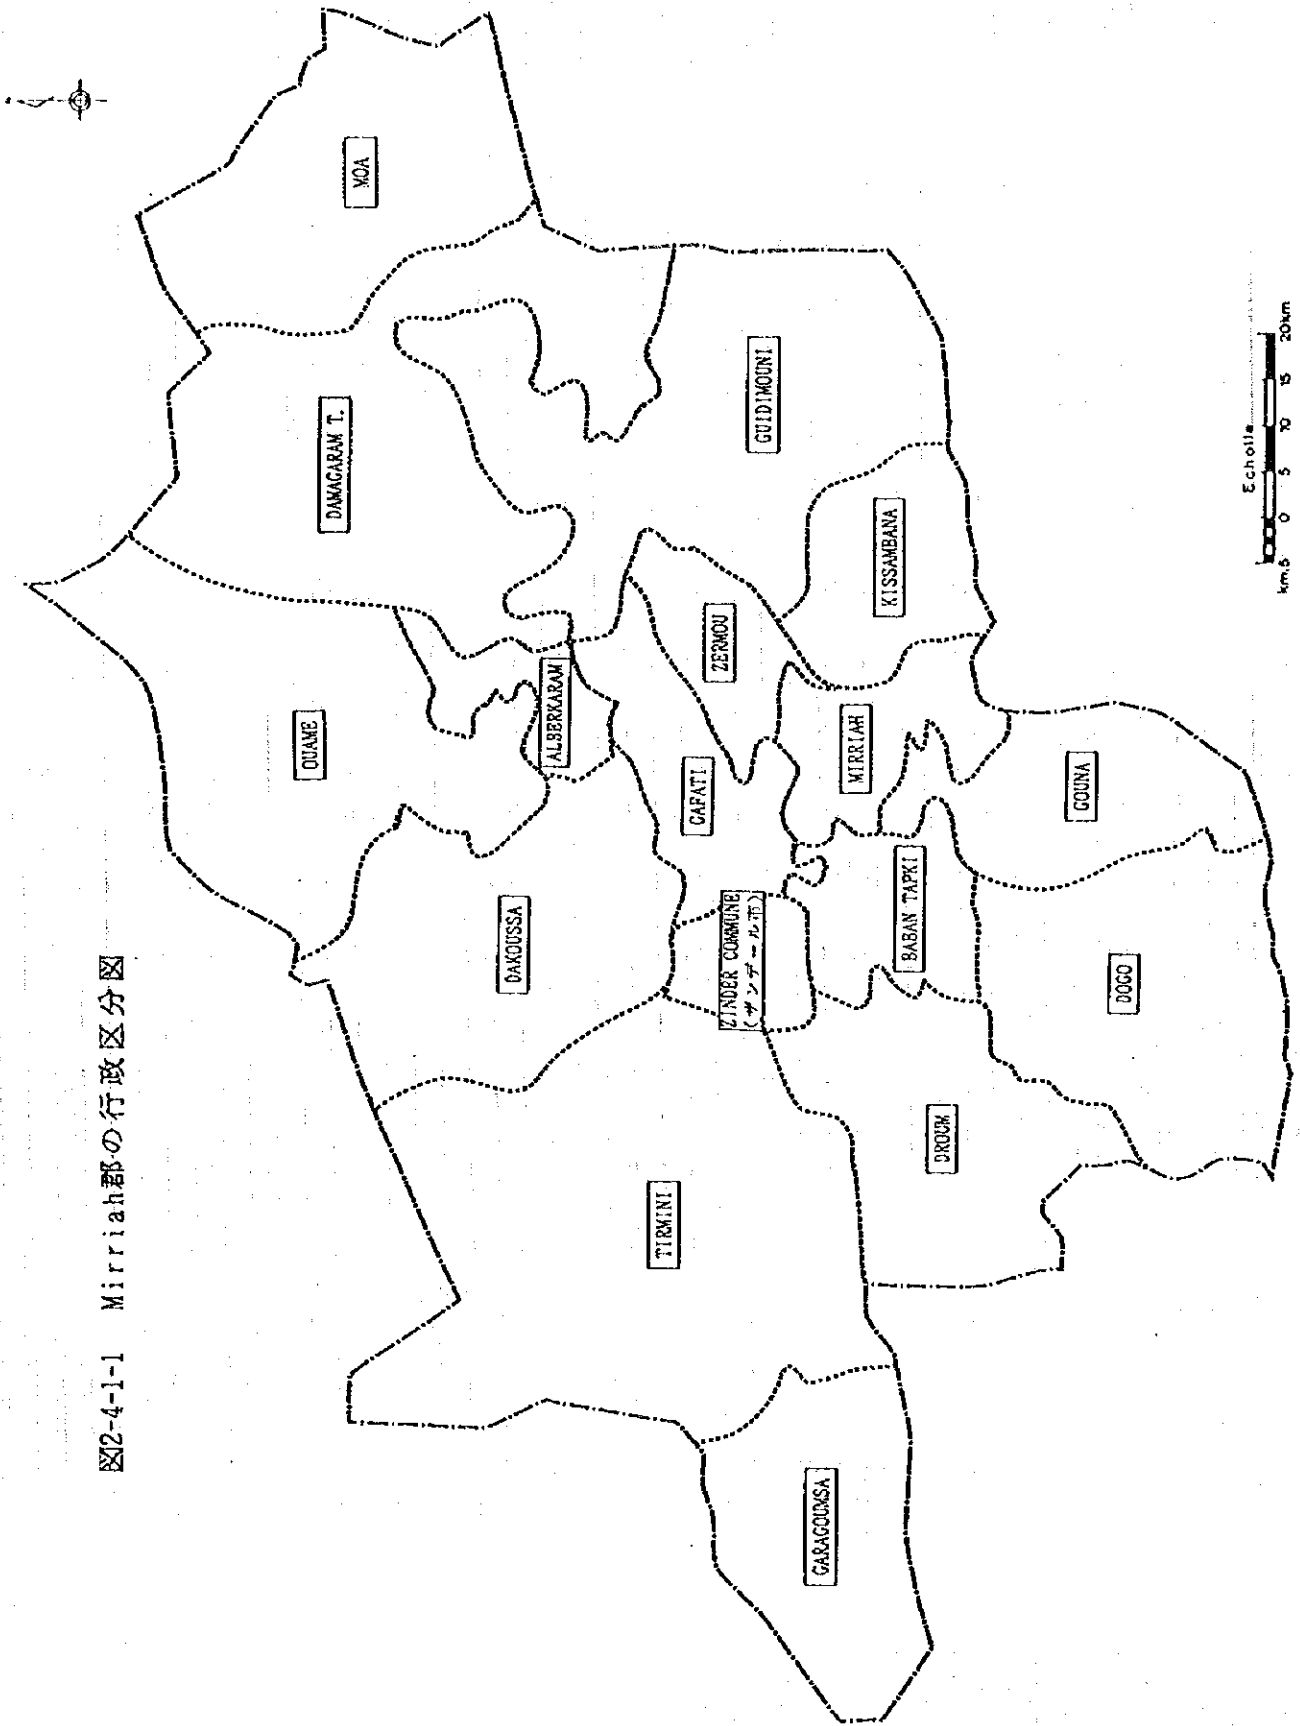 図2-4-1-1 Mirriah郡の行政区分図
MOA
DAMAGARAM T.
OUAME
ALBERKARAM
DAKOUSSA
GUIDIMOUNI
ZERMOU
KISSAMBANA
GAFATI
MIRRIAH
ZINDER COMMUNE
(ザンデール市)
BABAN TAPKI
GOUNA
TIRMINI
DROUM
DOGO
GARAGOUMSA
Echolle
km.5 0 5 10 15 20km